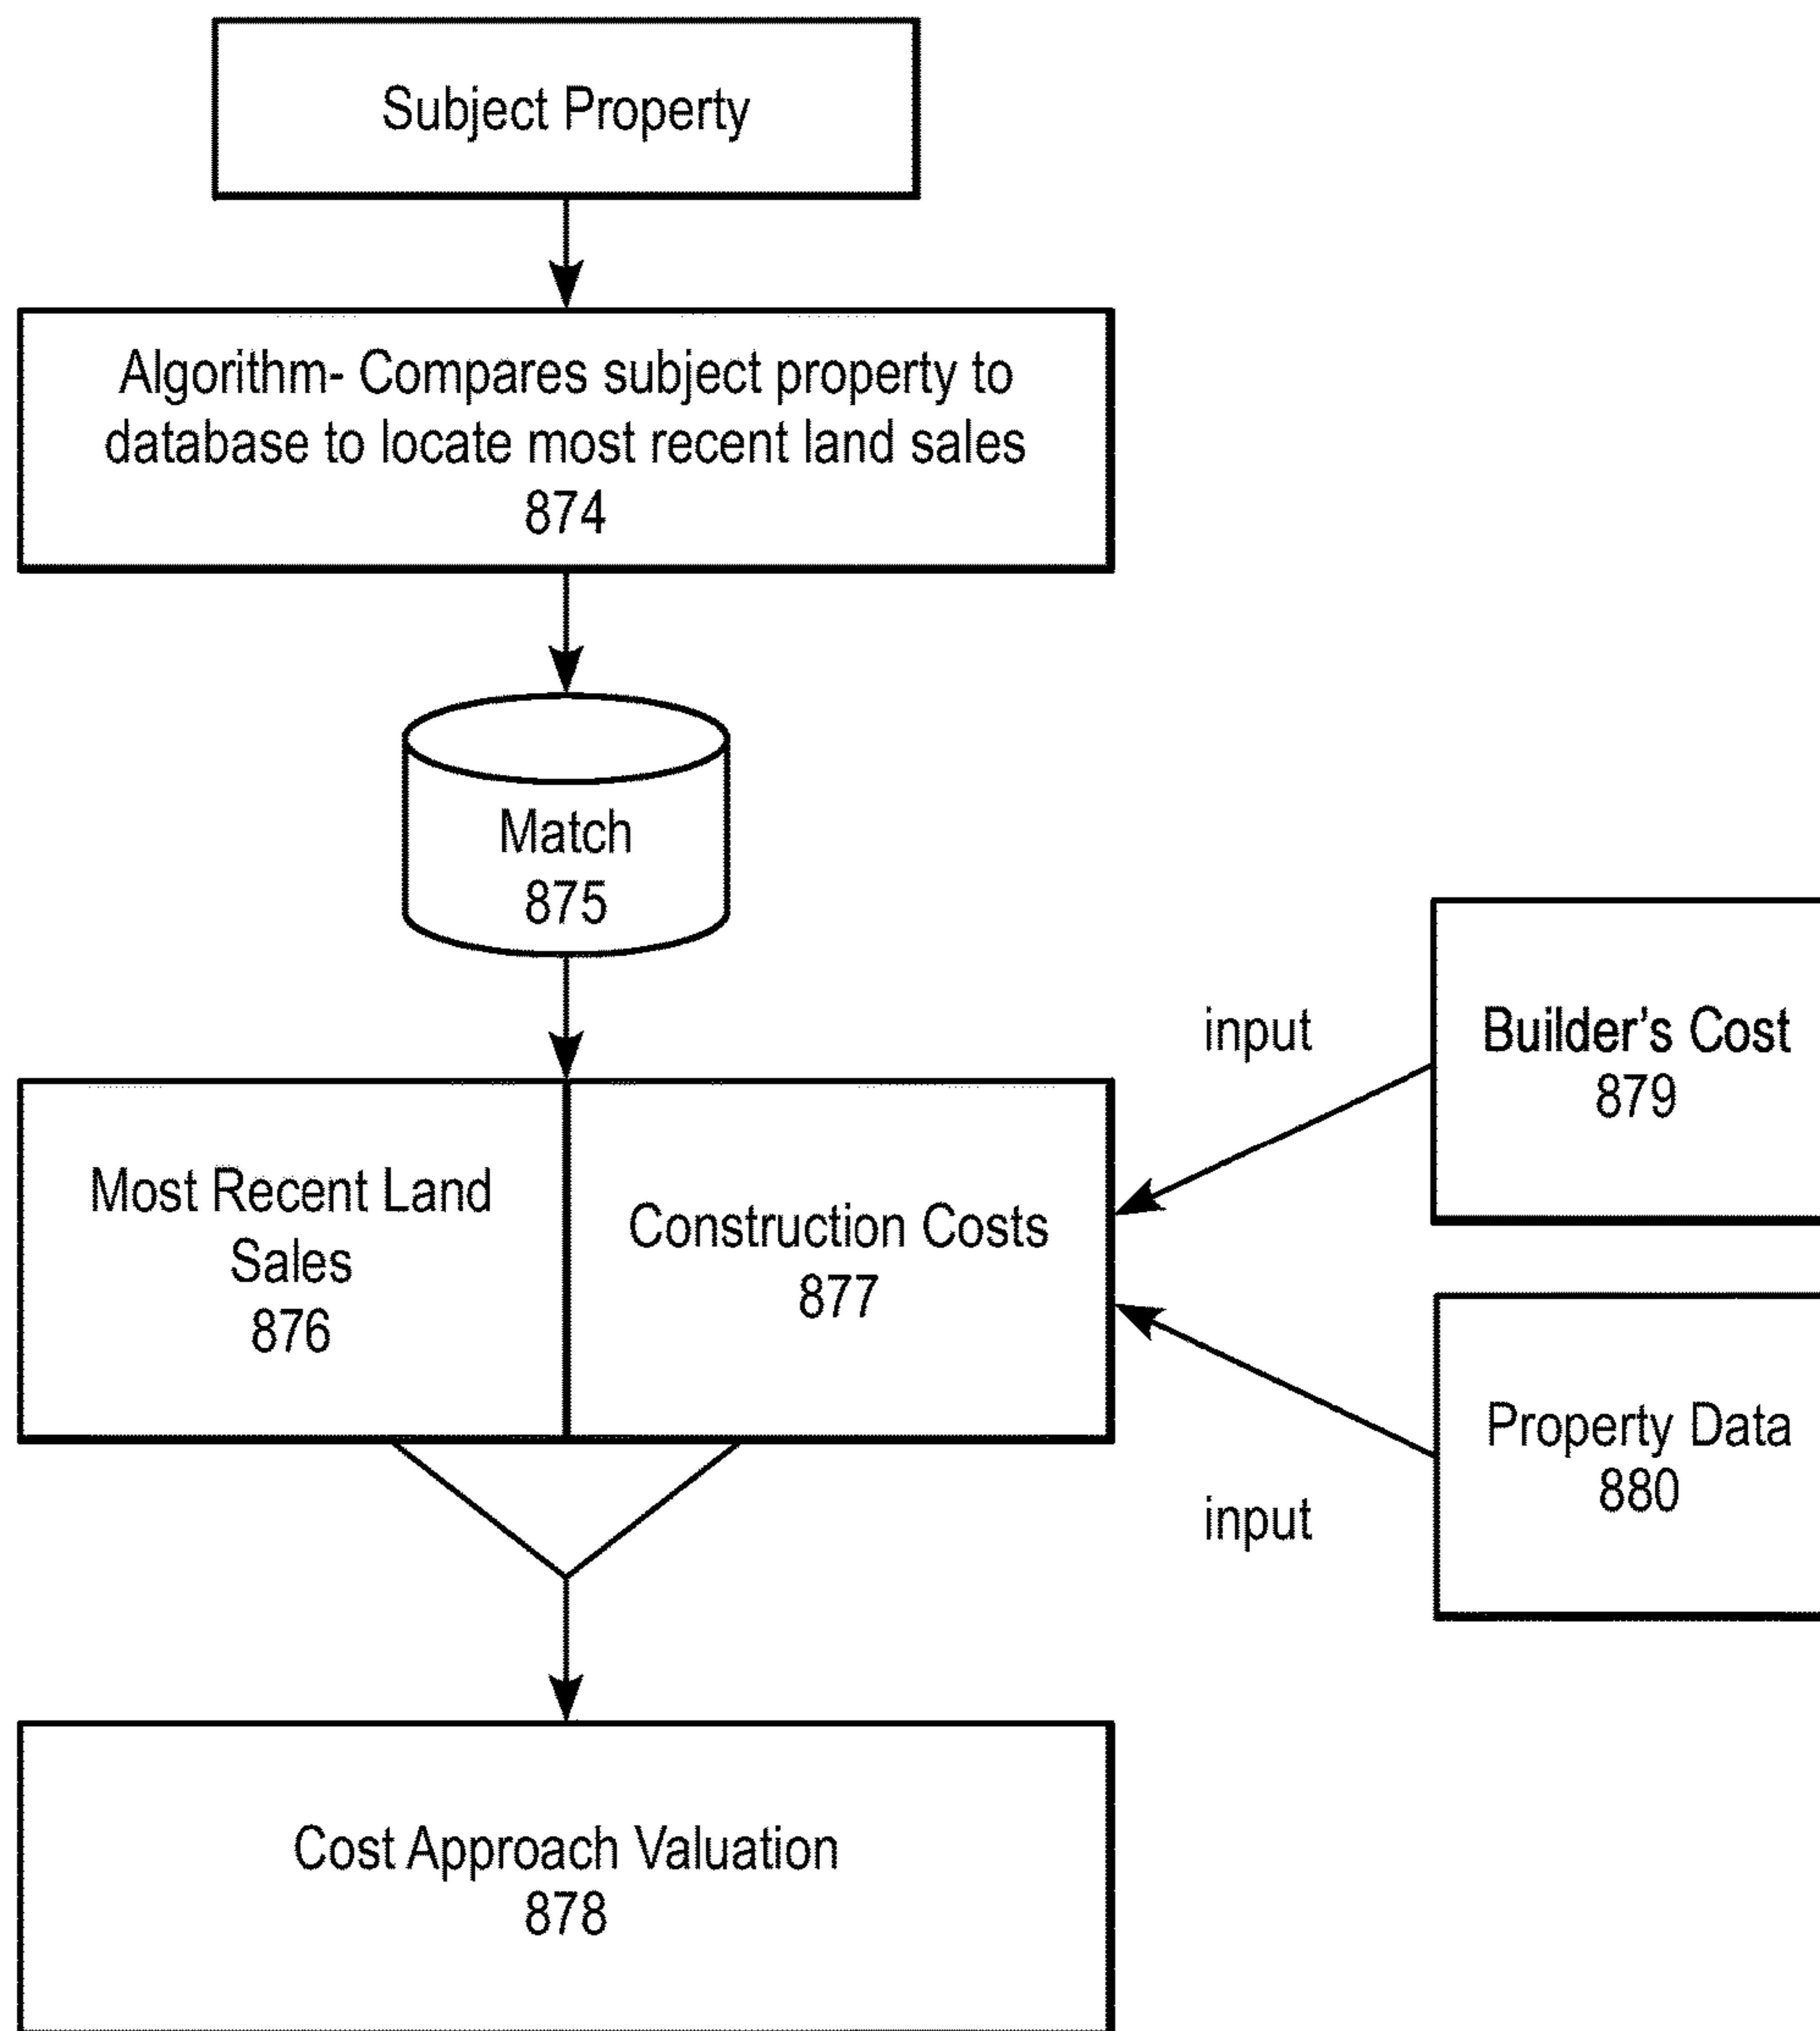 Subject Property
Algorithm- Compares subject property to
database to locate most recent land sales
874
Match
875
Most Recent Land
Sales
876
Construction Costs
877
input
Builder's Cost
879
input
Property Data
880
Cost Approach Valuation
878